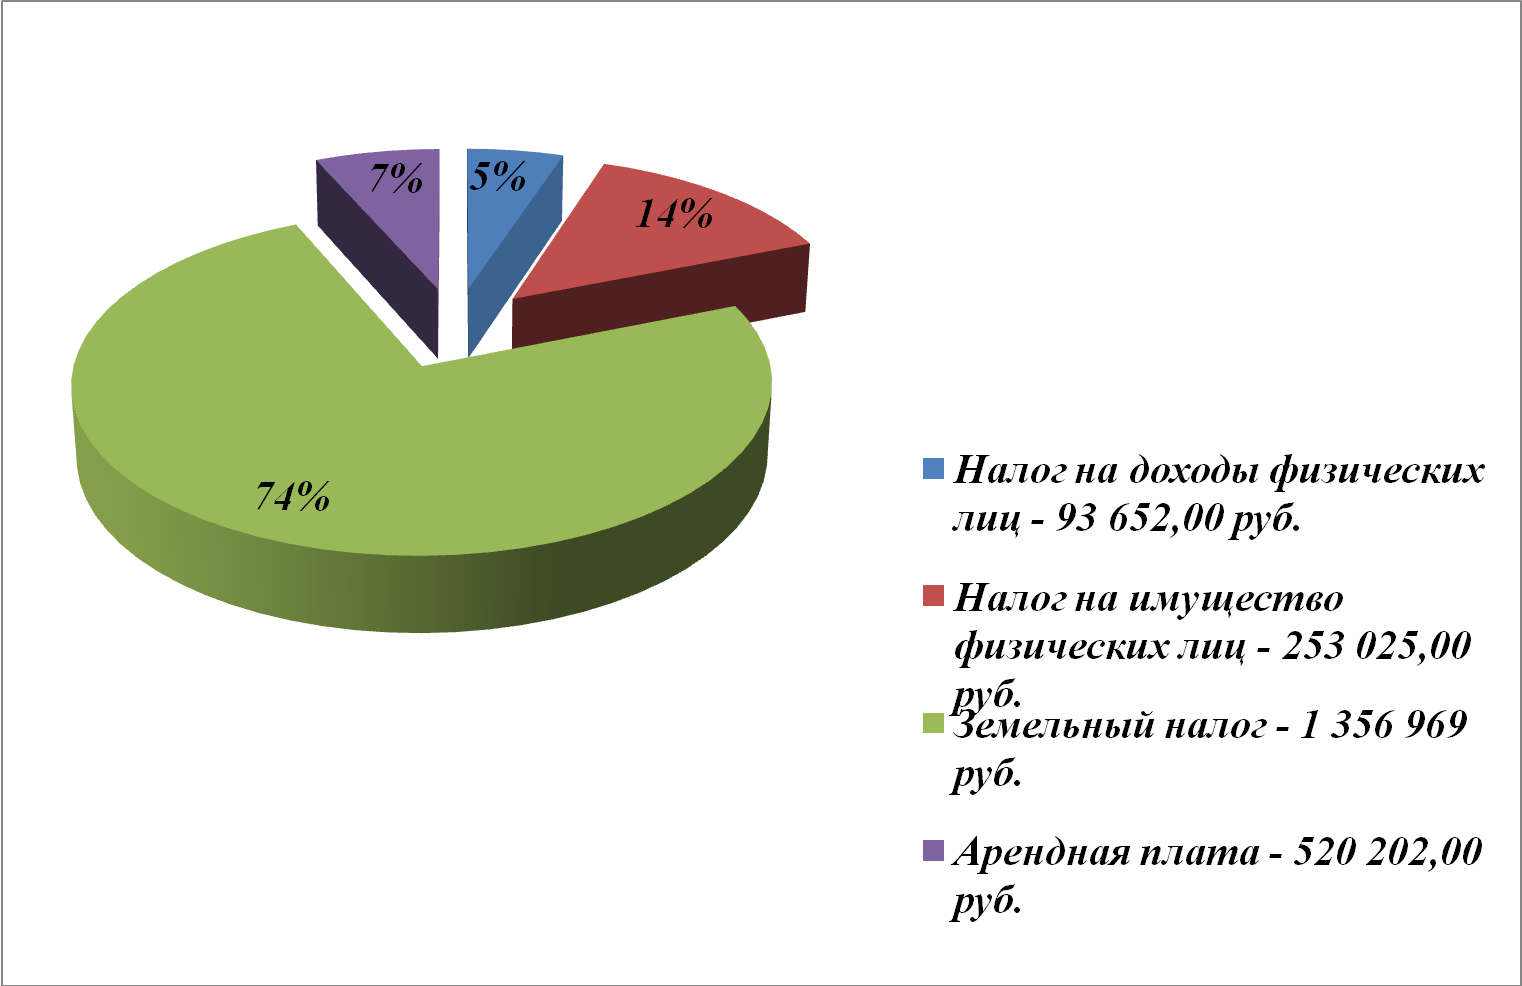 7%
5%
14%
74%
Налог на доходы физических
лиц - 93 652,00 руб.
Налог на имущество
физических лиц - 253 025,00
руб.
Земельный налог - 1 356 969
руб.
Арендная плата - 520 202,00
руб.